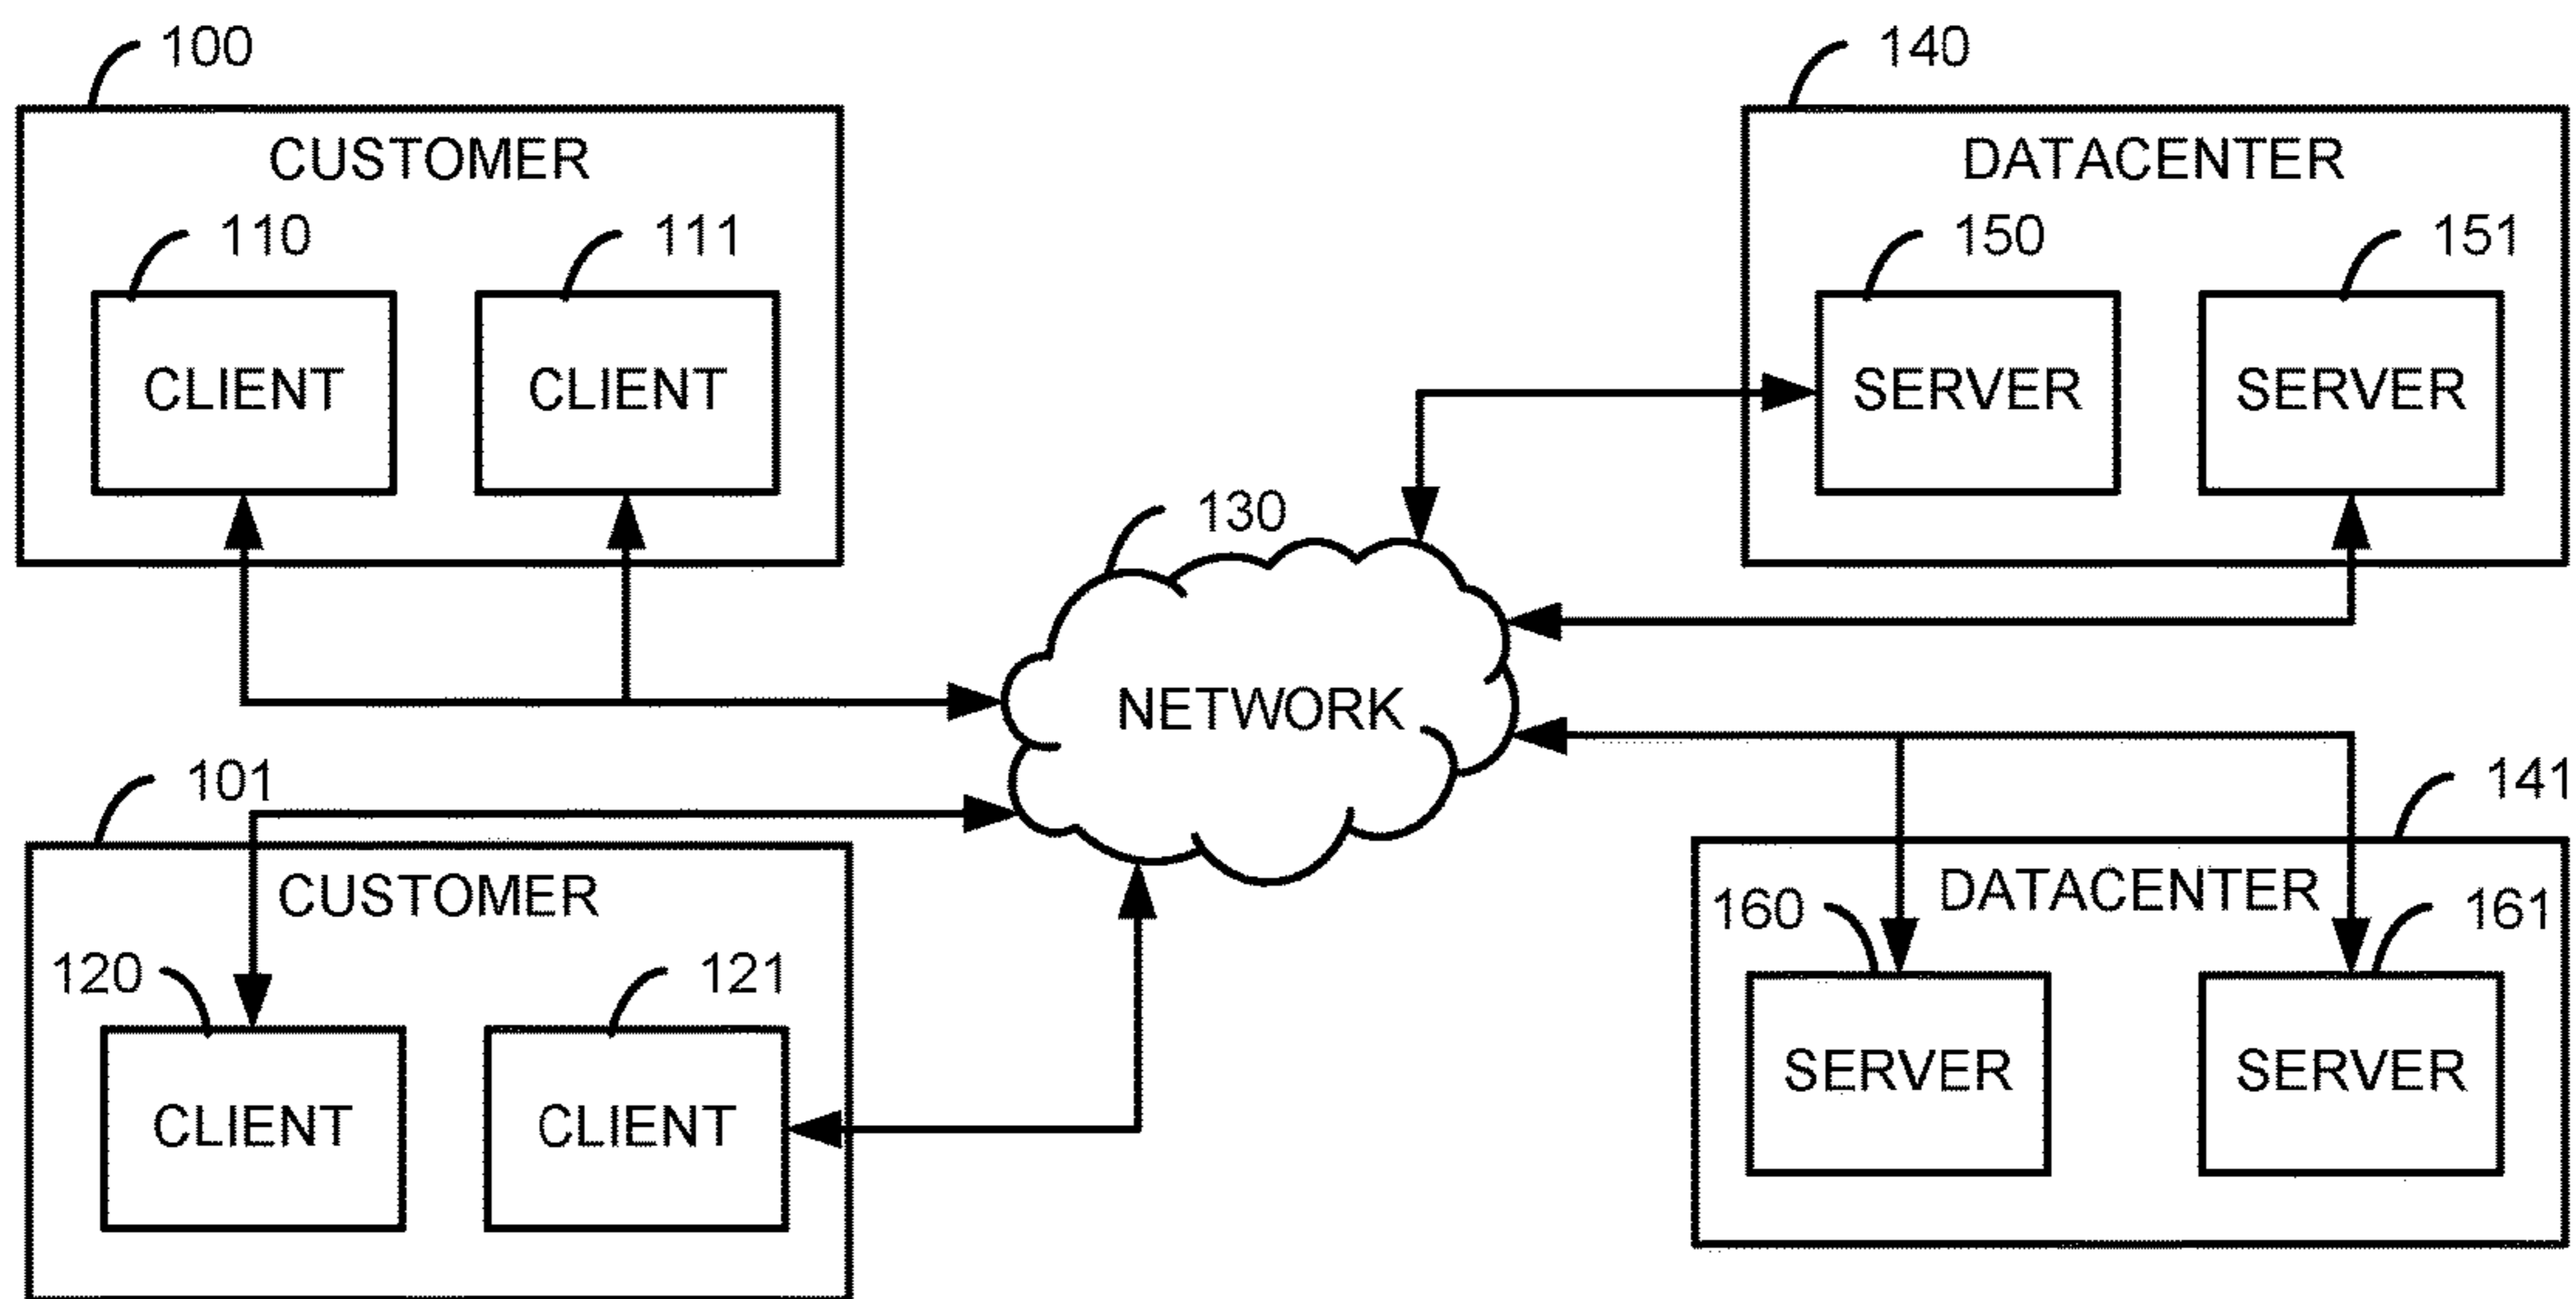 100
CUSTOMER
110
111
CLIENT
CLIENT
140
DATACENTER
150
151
SERVER
SERVER
130
NETWORK
101
CUSTOMER
120
121
CLIENT
CLIENT
141
DATACENTER
160
161
SERVER
SERVER